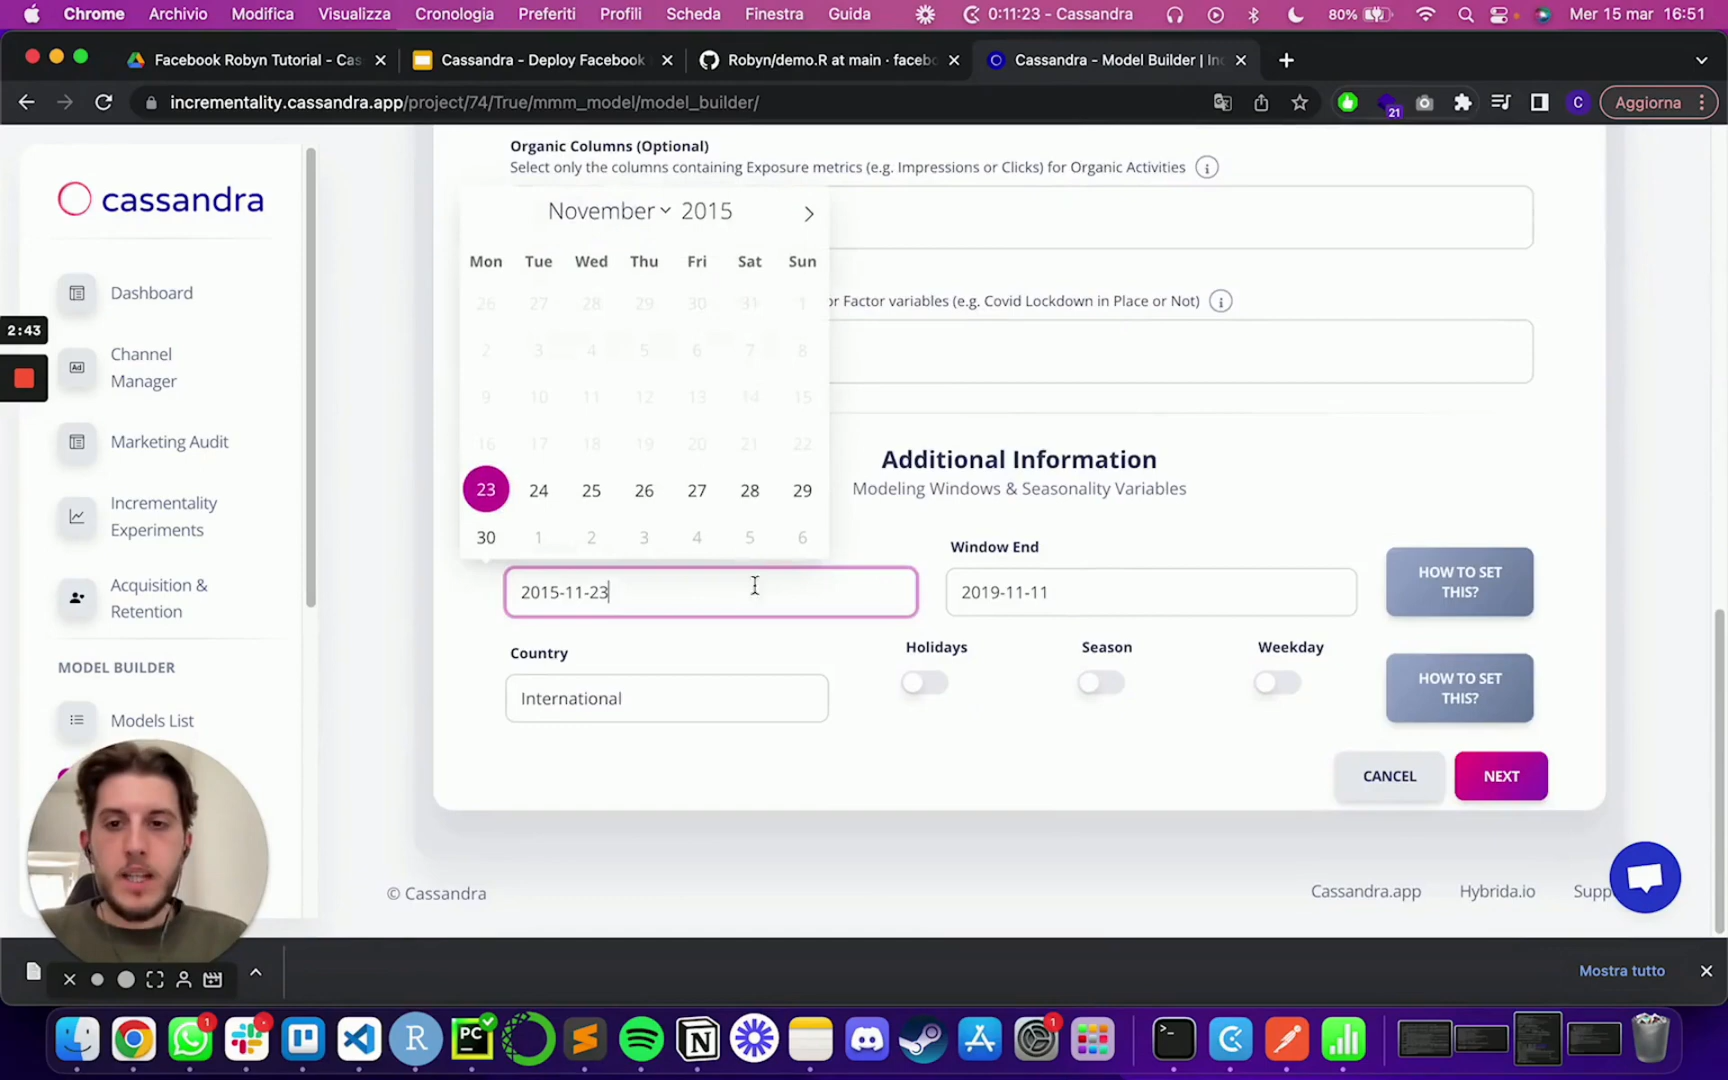 Chrome Archivio Modifica Visualizza Cronologia Preferiti Profili Scheda Finestra Guida 0:11:23 - Cassandra 80% Mer 15 mar 16:51
Facebook Robyn Tutorial - Cas
Cassandra - Deploy Facebook
Robyn/demo.R at main · facebo
Cassandra - Model Builder | Inc
incrementality.cassandra.app/project/74/True/mmm_model/model_builder/
21
C
Aggiorna
cassandra
Dashboard
2:43
Channel
Manager
Ad
Marketing Audit
Incrementality
Experiments
Acquisition &
Retention
MODEL BUILDER
Models List
Organic Columns (Optional)
Select only the columns containing Exposure metrics (e.g. Impressions or Clicks) for Organic Activities
November 2015
Mon Tue Wed Thu Fri Sat Sun
26 27 28 29 30 31 1
2 3 4 5 6 7 8
9 10 11 12 13 14 15
16 17 18 19 20 21 22
23 24 25 26 27 28 29
30 1 2 3 4 5 6
or Factor variables (e.g. Covid Lockdown in Place or Not)
Additional Information
Modeling Windows & Seasonality Variables
Window End
2015-11-23
2019-11-11
HOW TO SET
THIS?
Country
Holidays
Season
Weekday
International
HOW TO SET
THIS?
CANCEL
NEXT
© Cassandra
Cassandra.app
Hybrida.io
Supp
Mostra tutto
1
R
PC
1